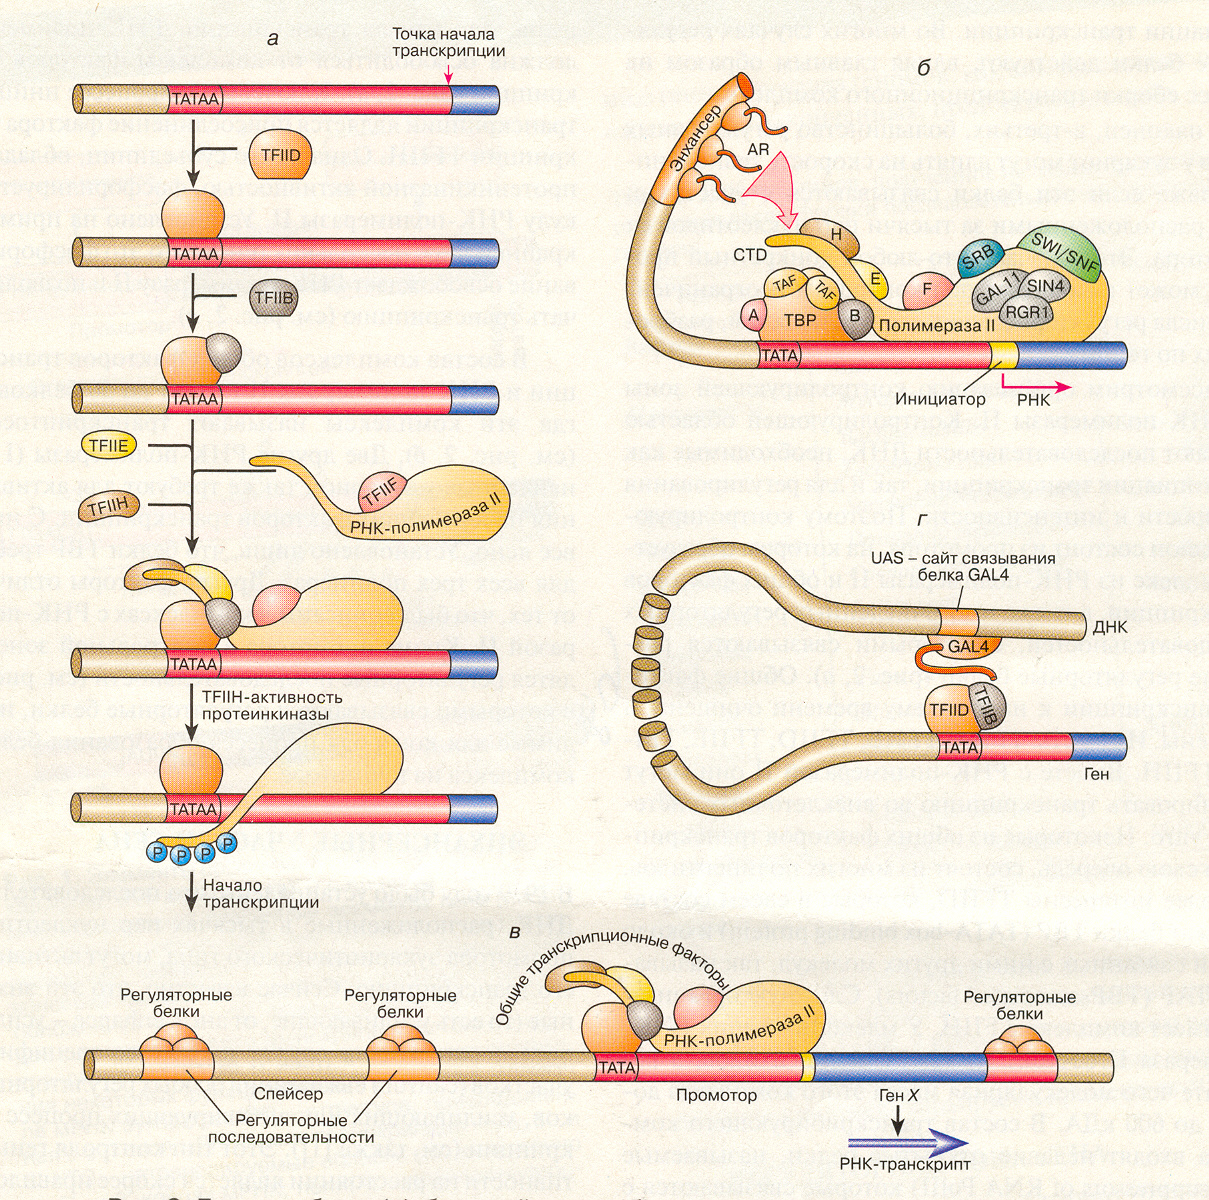 а
Точка начала
транскрипции
TATAA
TFIID
TATAA
TFIIB
TATAA
TFIIE
TFIIH
TFIIF
РНК-полимераза II
TATAA
TFIIH-активность
протеинкиназы
TATAA
P P P P
Начало
транскрипции
б
Энхансер
AR
CTD
H
E
TAF
TAF
A
TBP
B
F
SRB
SWI/SNF
GAL11
SIN4
RGR1
Полимераза II
TATA
Инициатор
РНК
г
UAS – сайт связывания
белка GAL4
ДНК
GAL4
TFIID
TFIIB
TATA
Ген
в
Общие транскрипционные факторы
Регуляторные
белки
Регуляторные
белки
РНК-полимераза II
Регуляторные
белки
TATA
Спейсер
Промотор
Ген X
Регуляторные
последовательности
РНК-транскрипт